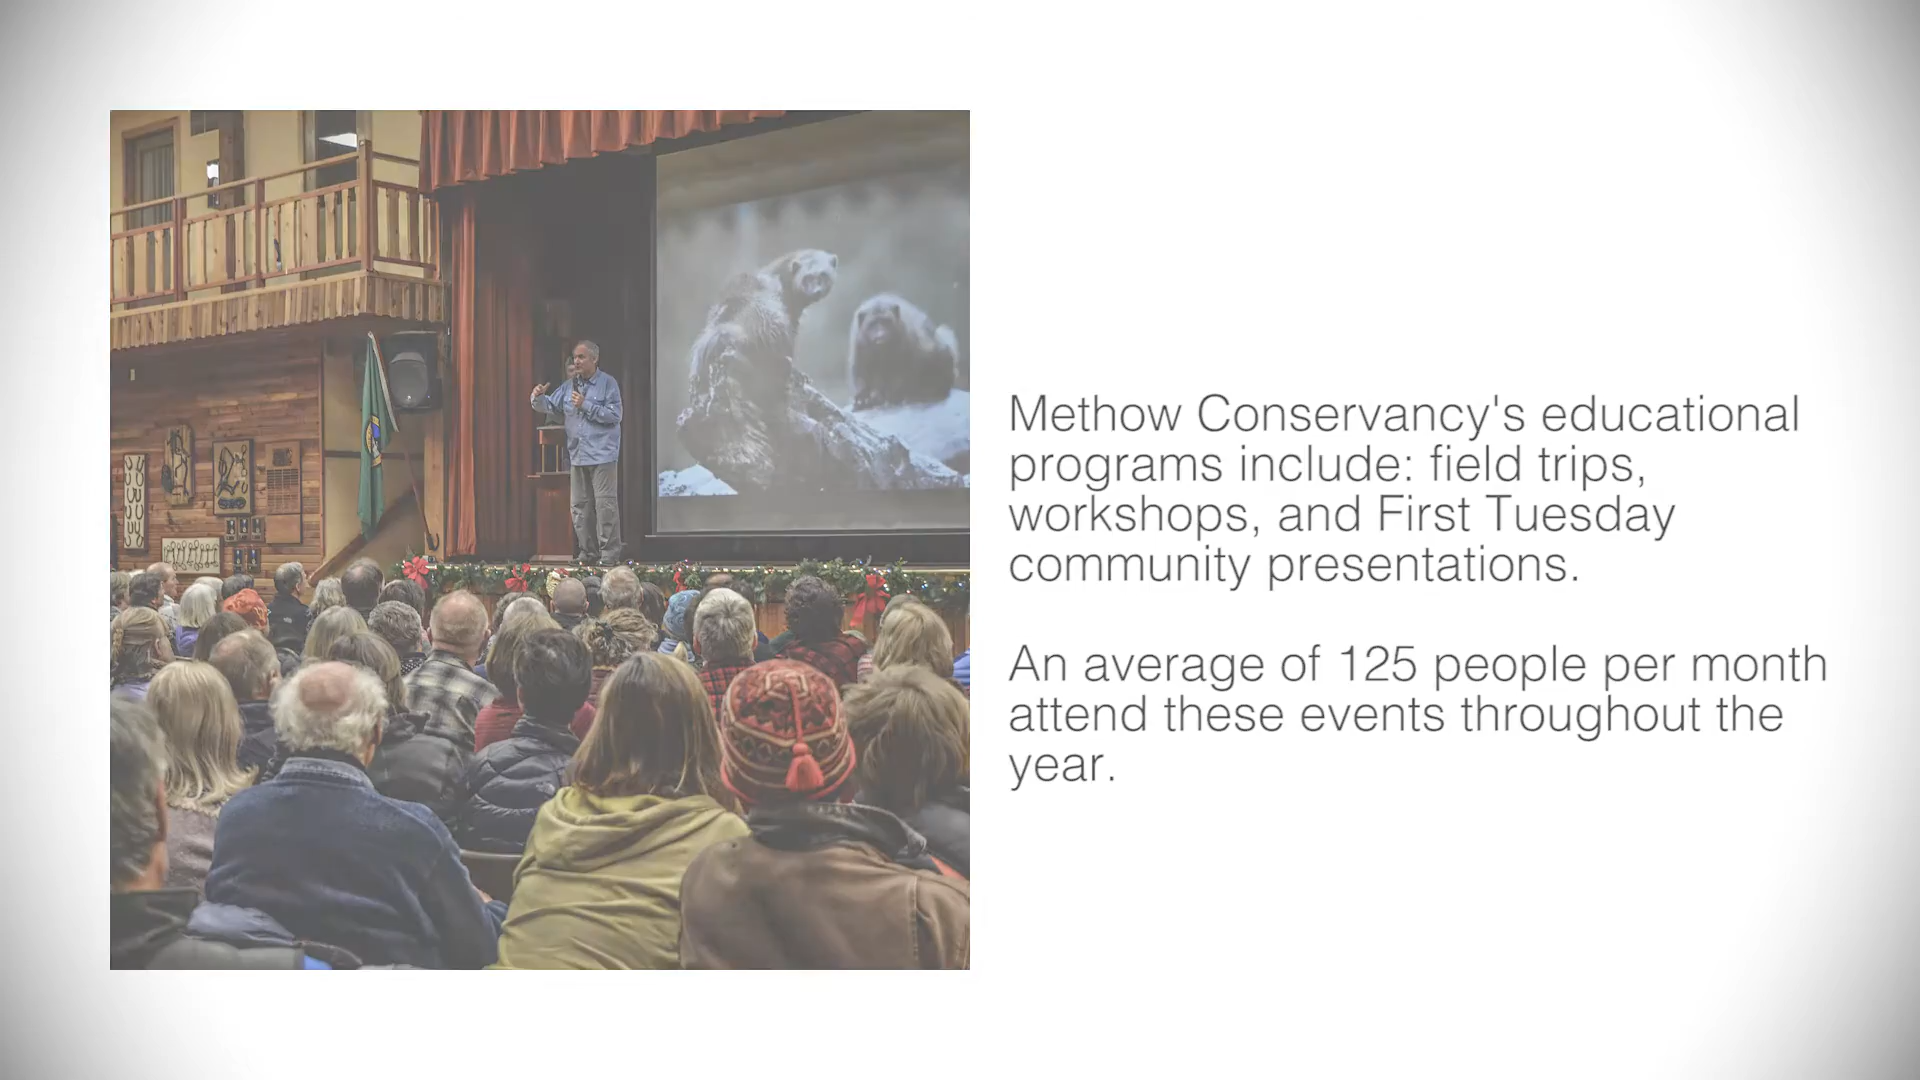 Methow Conservancy's educational
programs include: field trips,
workshops, and First Tuesday
community presentations.
An average of 125 people per month
attend these events throughout the
year.